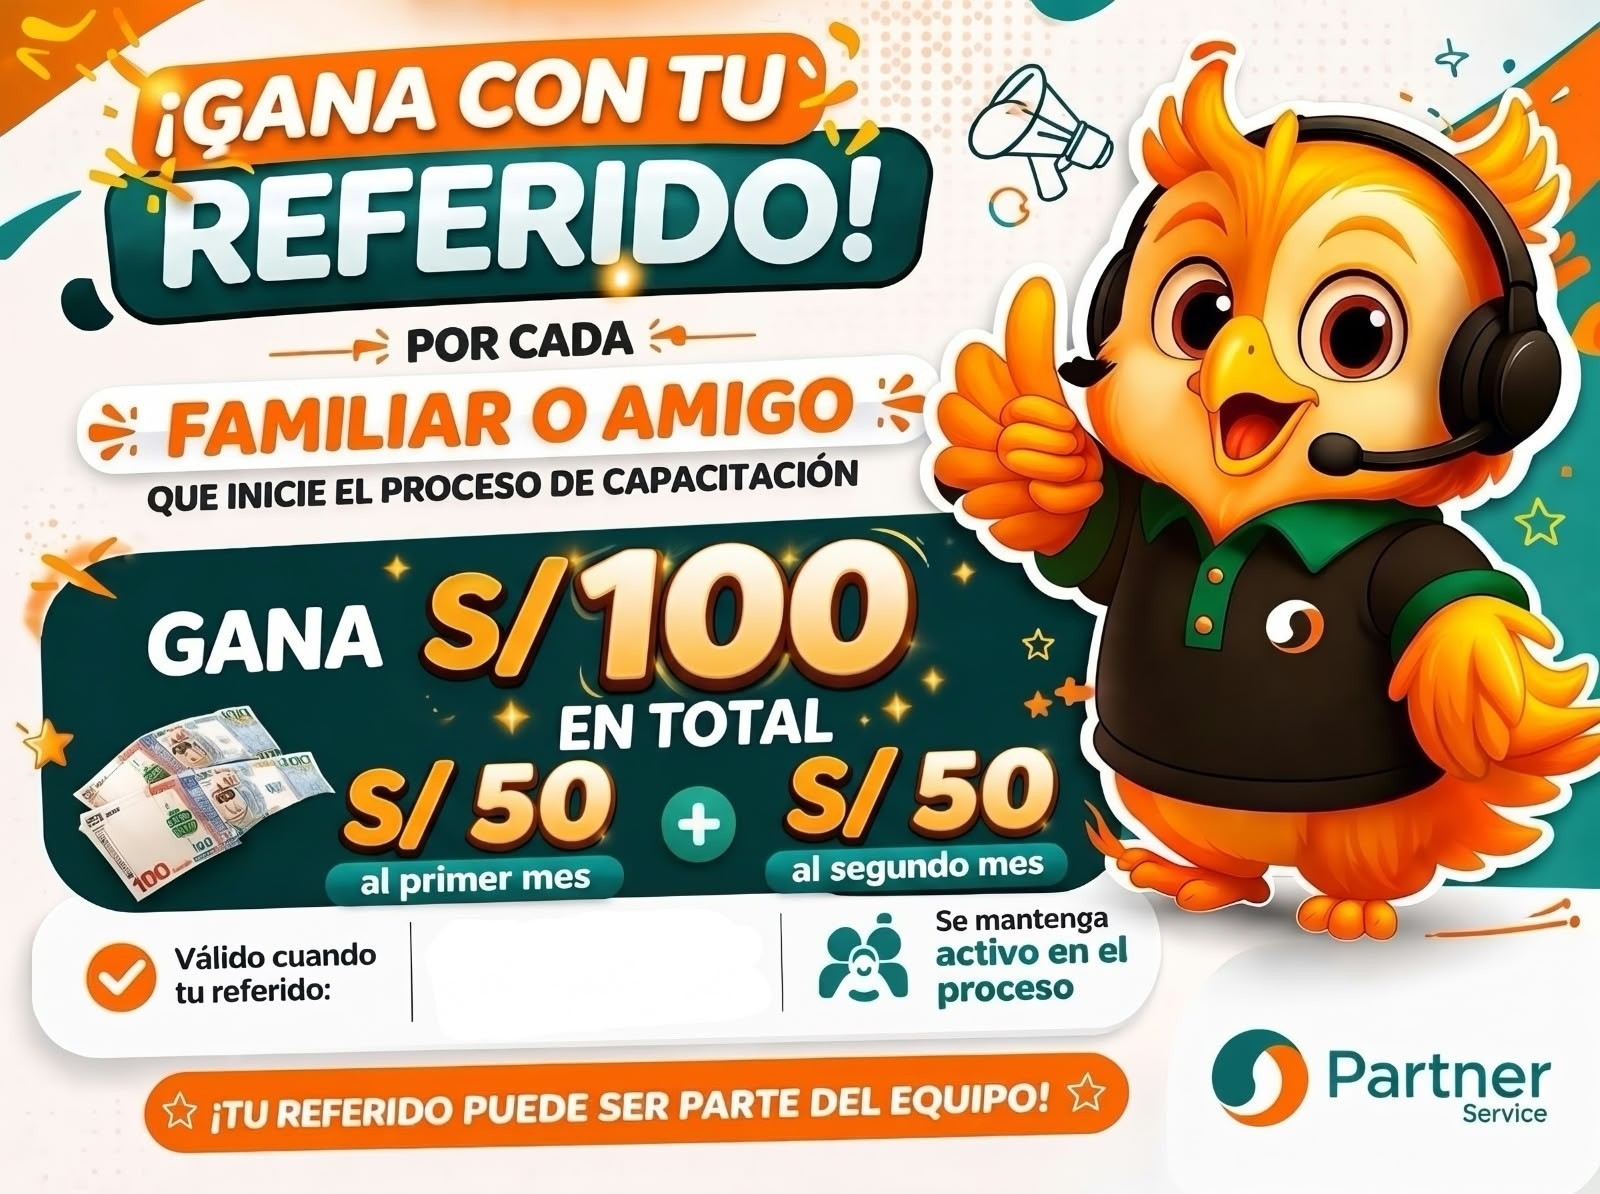 ¡GANA CON TU
REFERIDO!
POR CADA
FAMILIAR O AMIGO
QUE INICIE EL PROCESO DE CAPACITACIÓN
GANA S/100
EN TOTAL
S/ 50 + S/ 50
al primer mes
al segundo mes
100
Válido cuando
tu referido:
Se mantenga
activo en el
proceso
¡TU REFERIDO PUEDE SER PARTE DEL EQUIPO!
Partner
Service